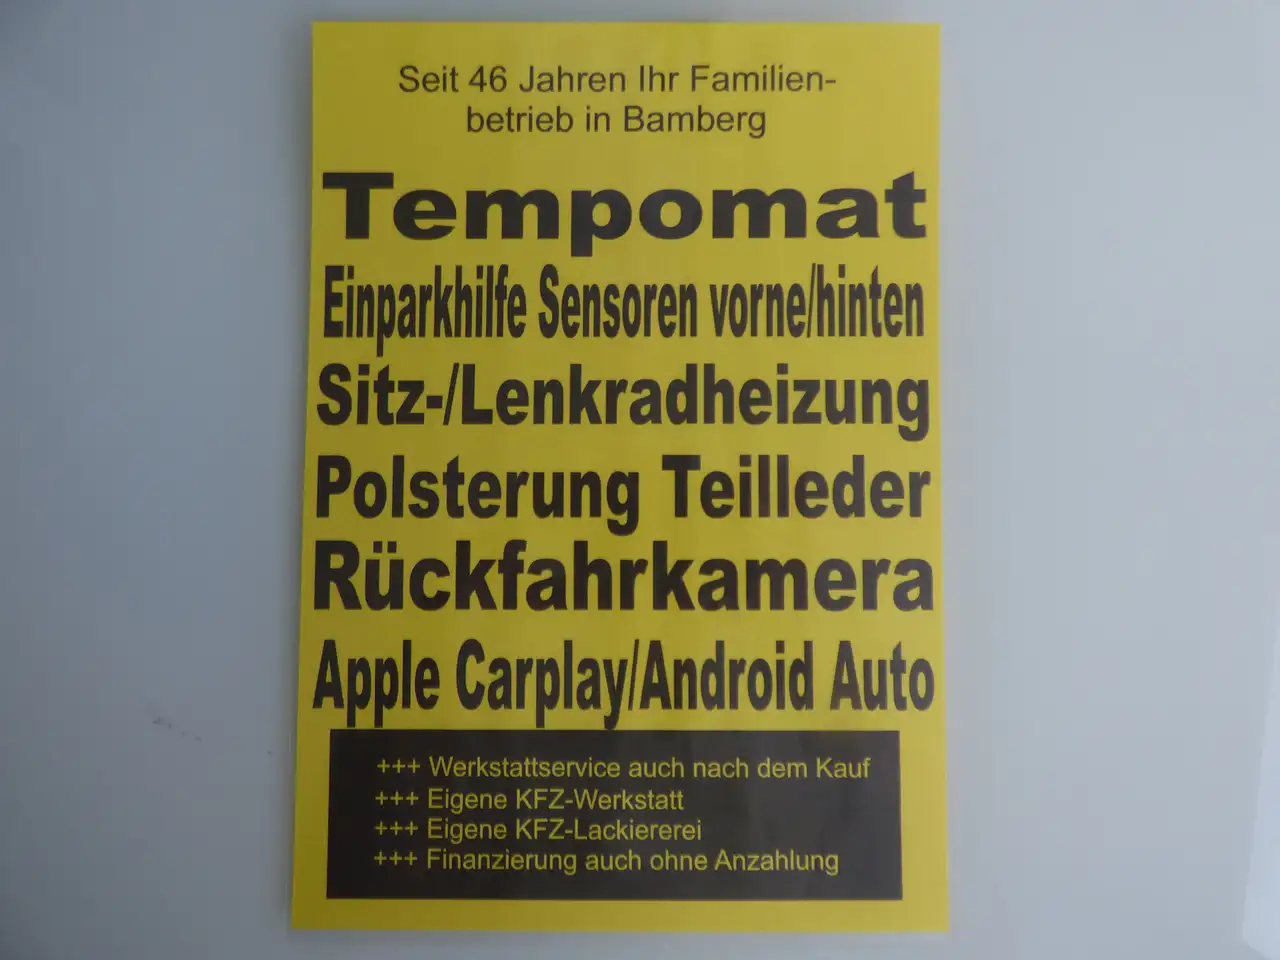 Seit 46 Jahren Ihr Familien-
betrieb in Bamberg
Tempomat
Einparkhilfe Sensoren vorne/hinten
Sitz-/Lenkradheizung
Polsterung Teilleder
Rückfahrkamera
Apple Carplay/Android Auto
+++ Werkstattservice auch nach dem Kauf
+++ Eigene KFZ-Werkstatt
+++ Eigene KFZ-Lackiererei
+++ Finanzierung auch ohne Anzahlung